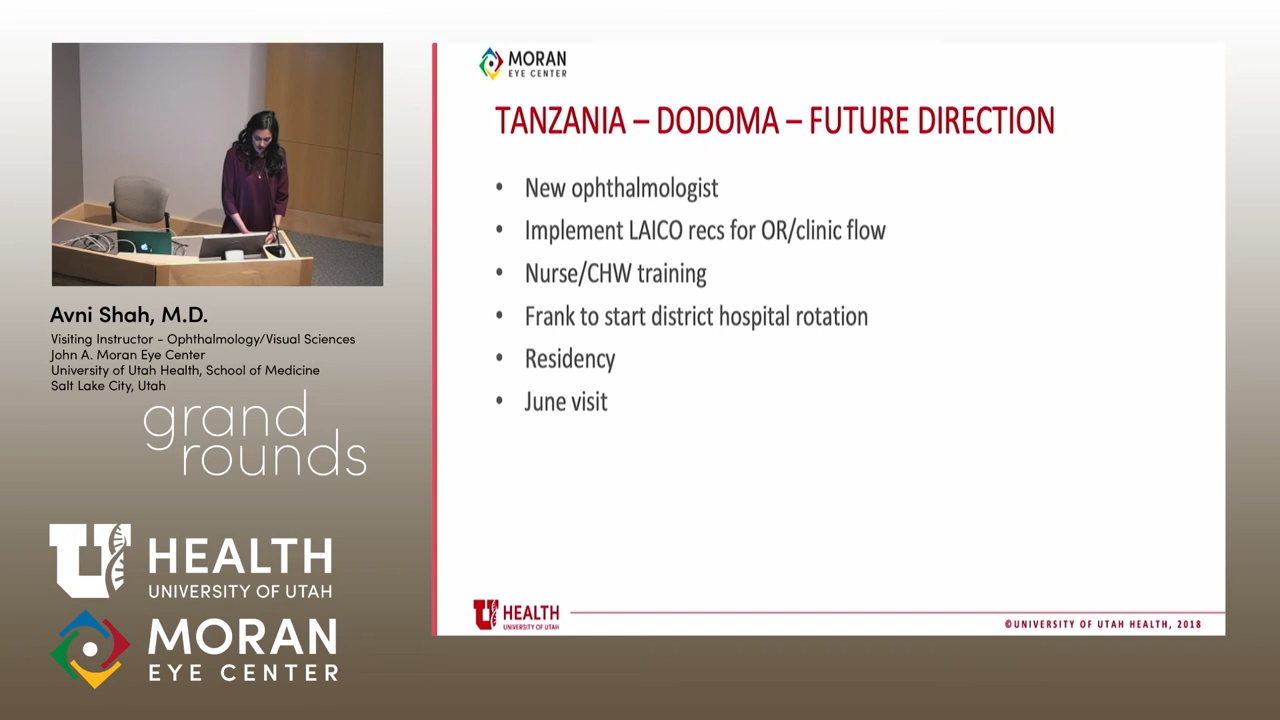 Avni Shah, M.D.
Visiting Instructor - Ophthalmology/Visual Sciences
John A. Moran Eye Center
University of Utah Health, School of Medicine
Salt Lake City, Utah
grand
rounds
U HEALTH
UNIVERSITY OF UTAH
MORAN
EYE CENTER
MORAN
EYE CENTER
TANZANIA – DODOMA – FUTURE DIRECTION
• New ophthalmologist
• Implement LAICO recs for OR/clinic flow
• Nurse/CHW training
• Frank to start district hospital rotation
• Residency
• June visit
U HEALTH
UNIVERSITY OF UTAH
©UNIVERSITY OF UTAH HEALTH, 2018